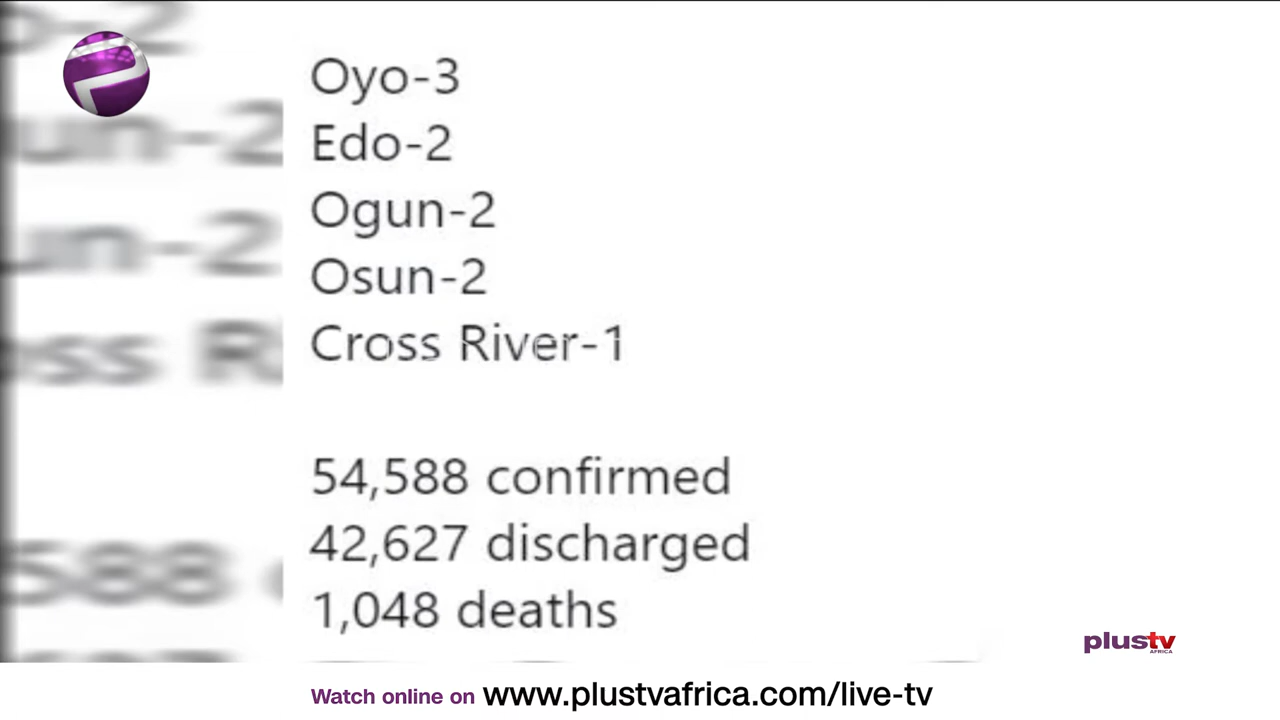 Oyo-3
Edo-2
Ogun-2
Osun-2
Cross River-1
54,588 confirmed
42,627 discharged
1,048 deaths
plustv
AFRICA
Watch online on www.plustvafrica.com/live-tv